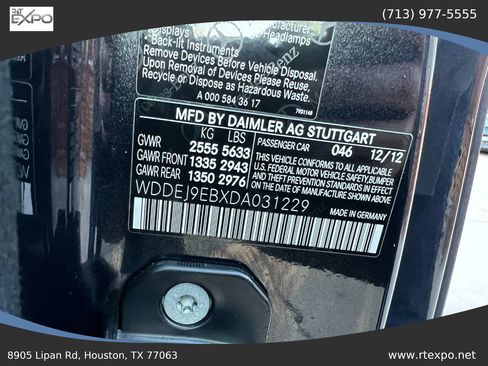 R&T
EXPO
(713) 977-5555
Displays
Headlamps
Back-lift Instruments
Remove Devices Before Vehicle Disposal.
Upon Removal of Devices Please Reuse,
Recycle or Dispose as Hazardous Waste.
A 000 584 36 17
MFD BY DAIMLER AG STUTTGART
KG LBS
PASSENGER CAR 046 12/12
GVWR 2555 5633
GAWR FRONT 1335 2943
GAWR REAR 1350 2976
THIS VEHICLE CONFORMS TO ALL APPLICABLE
U.S. FEDERAL MOTOR VEHICLE SAFETY, BUMPER
AND THEFT PREVENTION STANDARDS IN EFFECT
ON THE DATE OF MANUFACTURE SHOWN ABOVE
WDDEJ9EBXDA031229
MADE IN GERMANY
8905 Lipan Rd, Houston, TX 77063
www.rtexpo.net